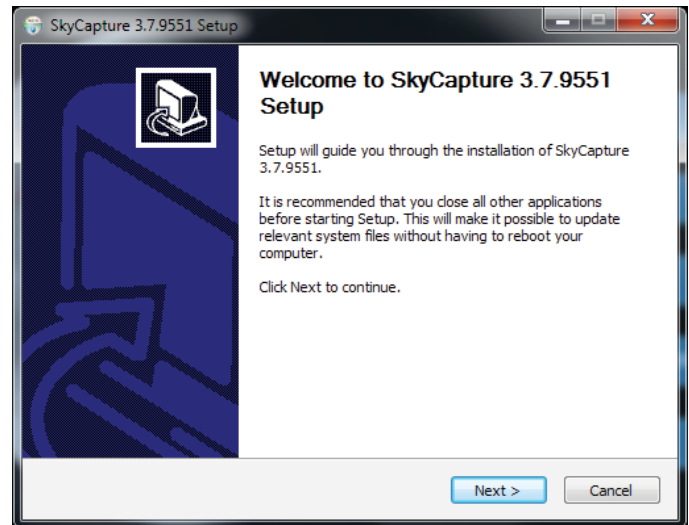 SkyCapture 3.7.9551 Setup
Welcome to SkyCapture 3.7.9551
Setup
Setup will guide you through the installation of SkyCapture
3.7.9551.
It is recommended that you close all other applications
before starting Setup. This will make it possible to update
relevant system files without having to reboot your
computer.
Click Next to continue.
Next >
Cancel